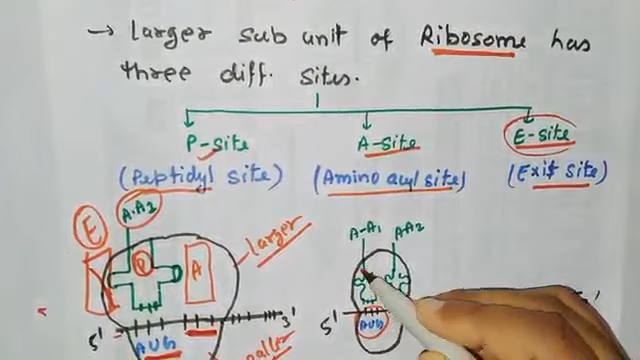 → Larger sub unit of Ribosome has
three diff. sites.
P-site A-site E-site
(Peptidyl site) (Amino acyl site) (Exit site)
A.A1
E
P
A
larger
A-A1 AA2
5' AUG 3'
5' AUG